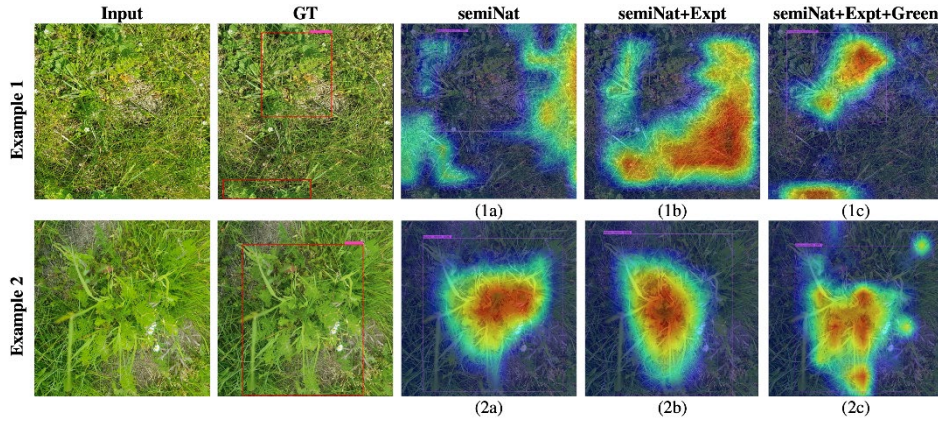 Input GT semiNat semiNat+Expt semiNat+Expt+Green
Example 1
(1a) (1b) (1c)
Example 2
(2a) (2b) (2c)